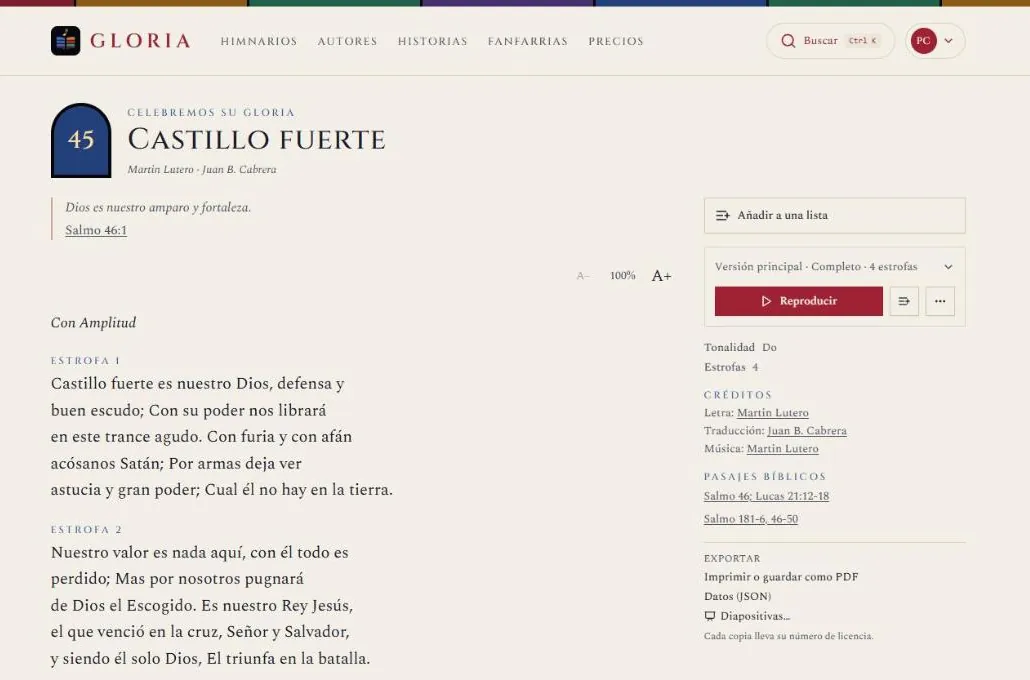 GLORIA
HIMNARIOS
AUTORES
HISTORIAS
FANFARRIAS
PRECIOS
Buscar Ctrl K
PC
45
CELEBREMOS SU GLORIA
CASTILLO FUERTE
Martín Lutero · Juan B. Cabrera
Dios es nuestro amparo y fortaleza.
Salmo 46:1
A− 100% A+
Con Amplitud
ESTROFA 1
Castillo fuerte es nuestro Dios, defensa y
buen escudo; Con su poder nos librará
en este trance agudo. Con furia y con afán
acósanos Satán; Por armas deja ver
astucia y gran poder; Cual él no hay en la tierra.
ESTROFA 2
Nuestro valor es nada aquí, con él todo es
perdido; Mas por nosotros pugnará
de Dios el Escogido. Es nuestro Rey Jesús,
el que venció en la cruz, Señor y Salvador,
y siendo él solo Dios, El triunfa en la batalla.
Añadir a una lista
Versión principal · Completo · 4 estrofas
Reproducir
Tonalidad Do
Estrofas 4
CRÉDITOS
Letra: Martín Lutero
Traducción: Juan B. Cabrera
Música: Martín Lutero
PASAJES BÍBLICOS
Salmo 46; Lucas 21:12-18
Salmo 181-6, 46-50
EXPORTAR
Imprimir o guardar como PDF
Datos (JSON)
Diapositivas…
Cada copia lleva su número de licencia.